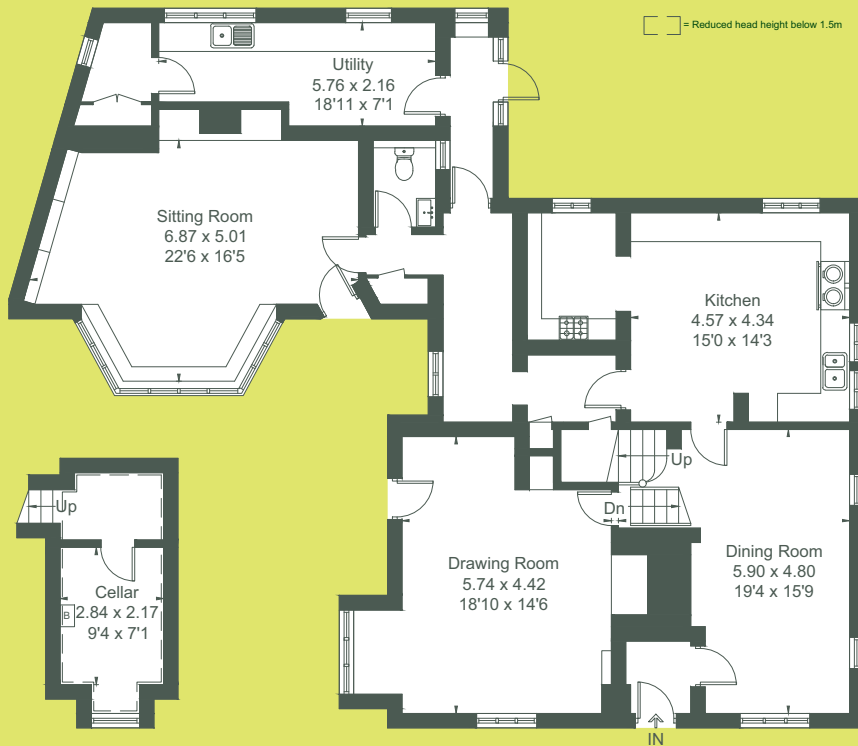 = Reduced head height below 1.5m
Utility
5.76 x 2.16
18'11 x 7'1
Sitting Room
6.87 x 5.01
22'6 x 16'5
Kitchen
4.57 x 4.34
15'0 x 14'3
Up
Up
Dn
Cellar
2.84 x 2.17
9'4 x 7'1
B
Drawing Room
5.74 x 4.42
18'10 x 14'6
Dining Room
5.90 x 4.80
19'4 x 15'9
IN